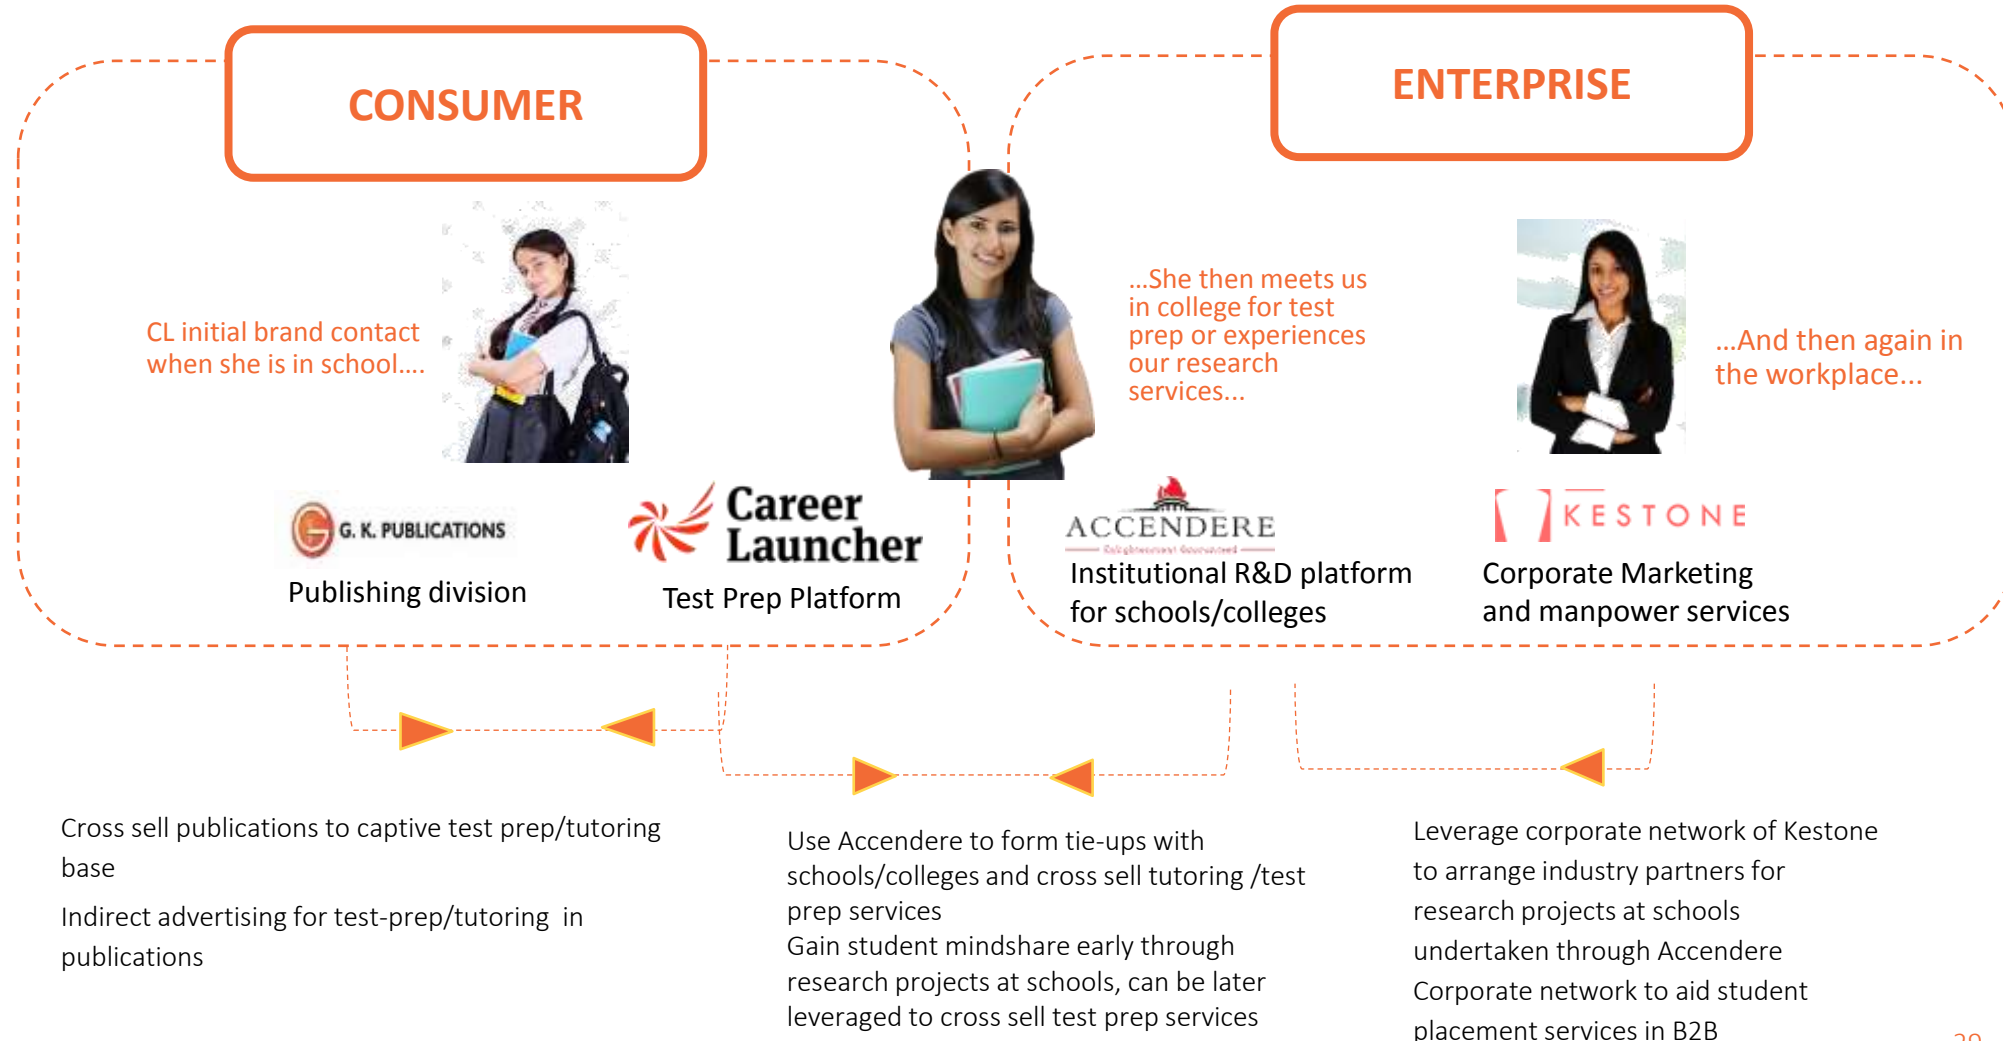 CONSUMER
ENTERPRISE
CL initial brand contact
when she is in school....
...She then meets us
in college for test
prep or experiences
our research
services...
...And then again in
the workplace...
G. K. PUBLICATIONS
Publishing division
Career
Launcher
Test Prep Platform
ACCENDERE
Enlightenment Guaranteed
Institutional R&D platform
for schools/colleges
KESTONE
Corporate Marketing
and manpower services
Cross sell publications to captive test prep/tutoring
base
Indirect advertising for test-prep/tutoring  in
publications
Use Accendere to form tie-ups with
schools/colleges and cross sell tutoring /test
prep services
Gain student mindshare early through
research projects at schools, can be later
leveraged to cross sell test prep services
Leverage corporate network of Kestone
to arrange industry partners for
research projects at schools
undertaken through Accendere
Corporate network to aid student
placement services in B2B